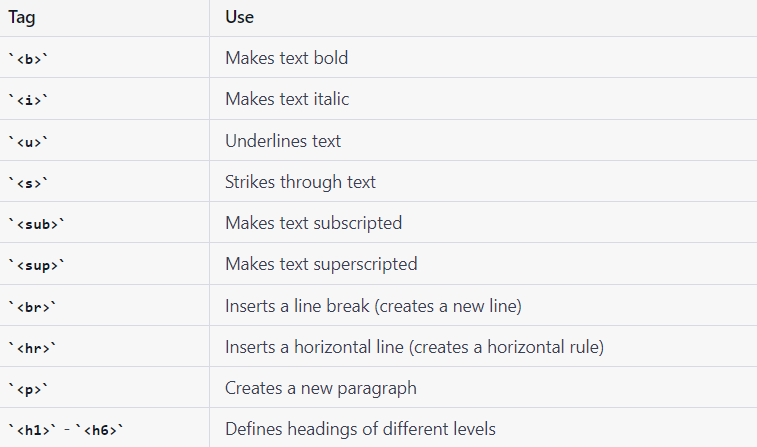 Tag Use
`<b>` Makes text bold
`<i>` Makes text italic
`<u>` Underlines text
`<s>` Strikes through text
`<sub>` Makes text subscripted
`<sup>` Makes text superscripted
`<br>` Inserts a line break (creates a new line)
`<hr>` Inserts a horizontal line (creates a horizontal rule)
`<p>` Creates a new paragraph
`<h1>` - `<h6>` Defines headings of different levels